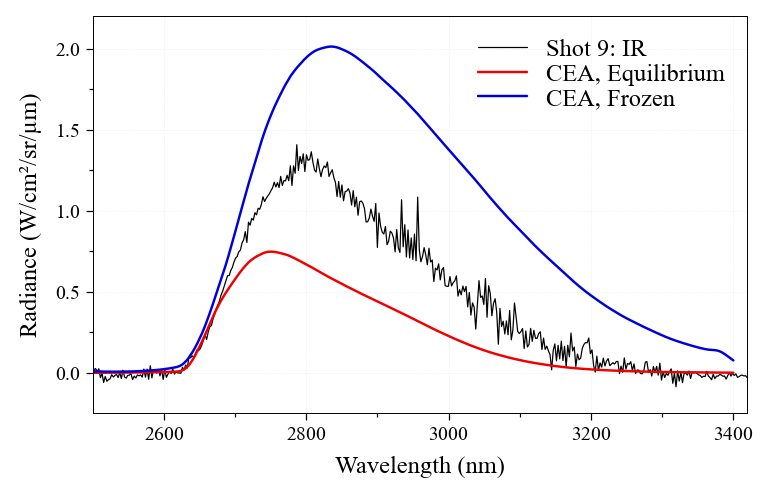 Shot 9: IR
CEA, Equilibrium
CEA, Frozen
2.0
1.5
1.0
0.5
0.0
Radiance (W/cm²/sr/μm)
2600 2800 3000 3200 3400
Wavelength (nm)